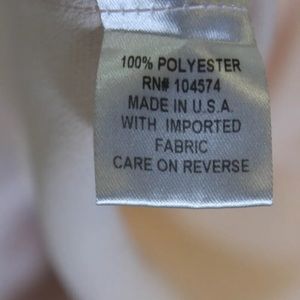 100% POLYESTER
RN# 104574
MADE IN U.S.A.
WITH IMPORTED
FABRIC
CARE ON REVERSE